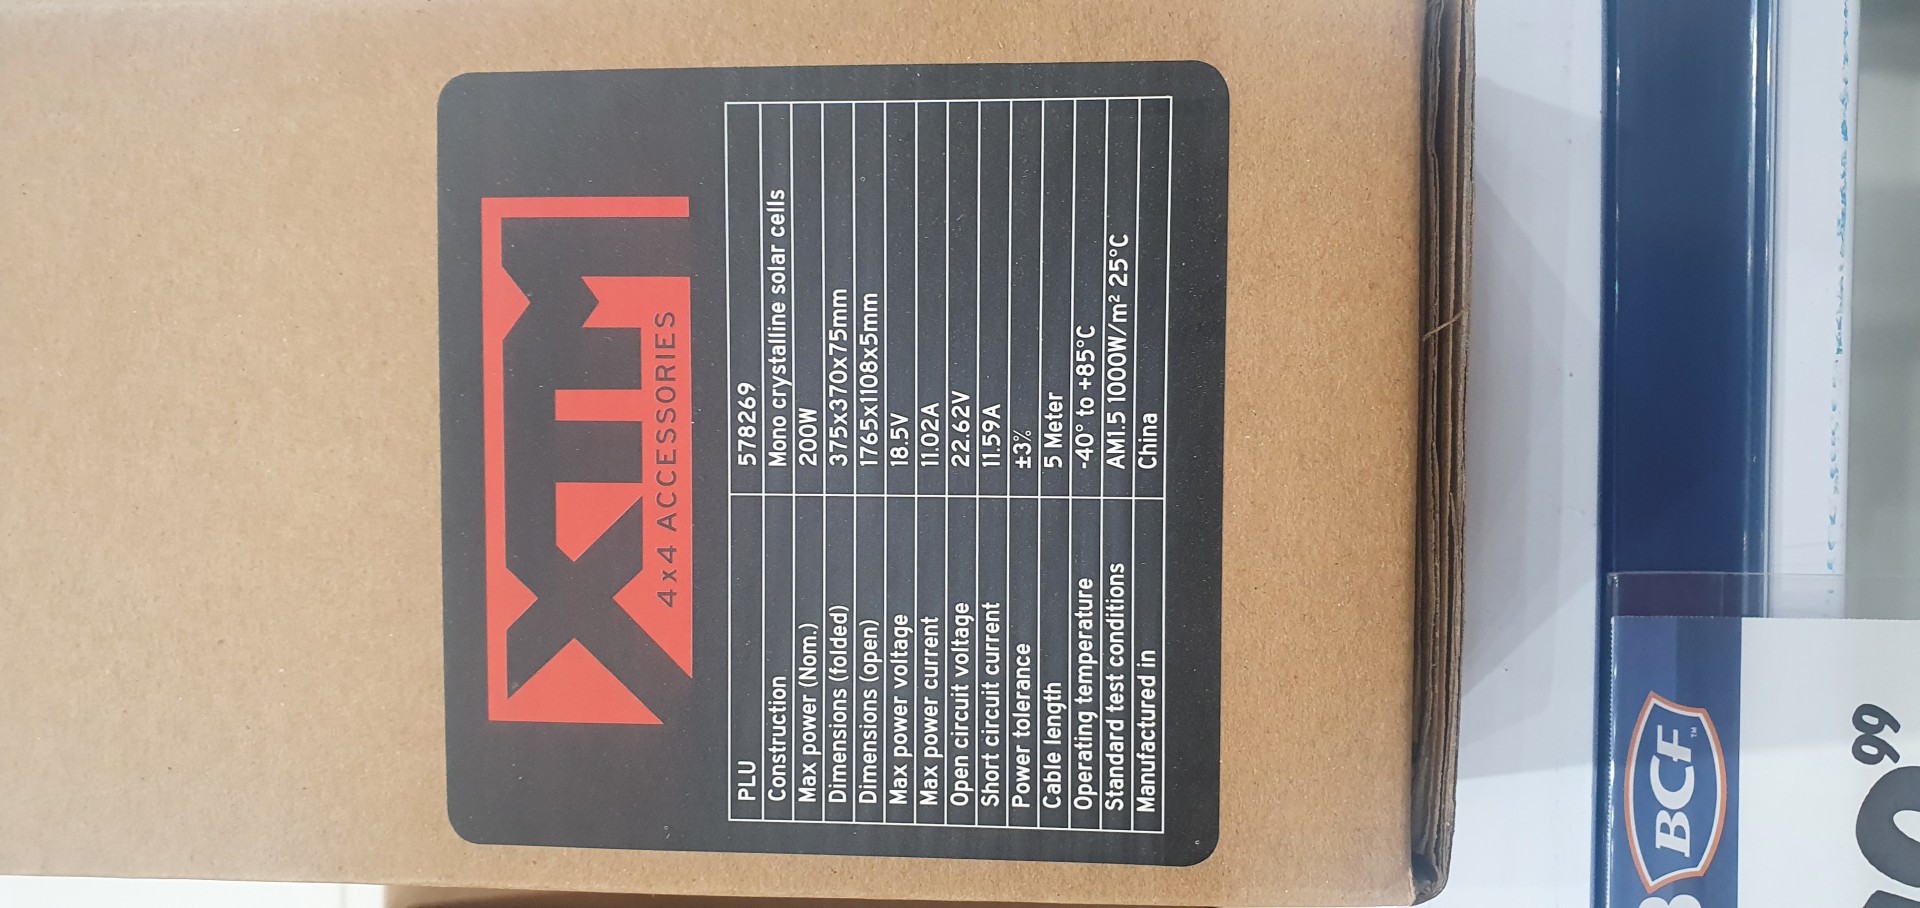 XTM
4x4 ACCESSORIES
PLU 578269
Construction Mono crystalline solar cells
Max power (Nom.) 200W
Dimensions (folded) 375x370x75mm
Dimensions (open) 1765x1108x5mm
Max power voltage 18.5V
Max power current 11.02A
Open circuit voltage 22.62V
Short circuit current 11.59A
Power tolerance ±3%
Cable length 5 Meter
Operating temperature -40° to +85°C
Standard test conditions AM1.5 1000W/m² 25°C
Manufactured in China
BCF™
99